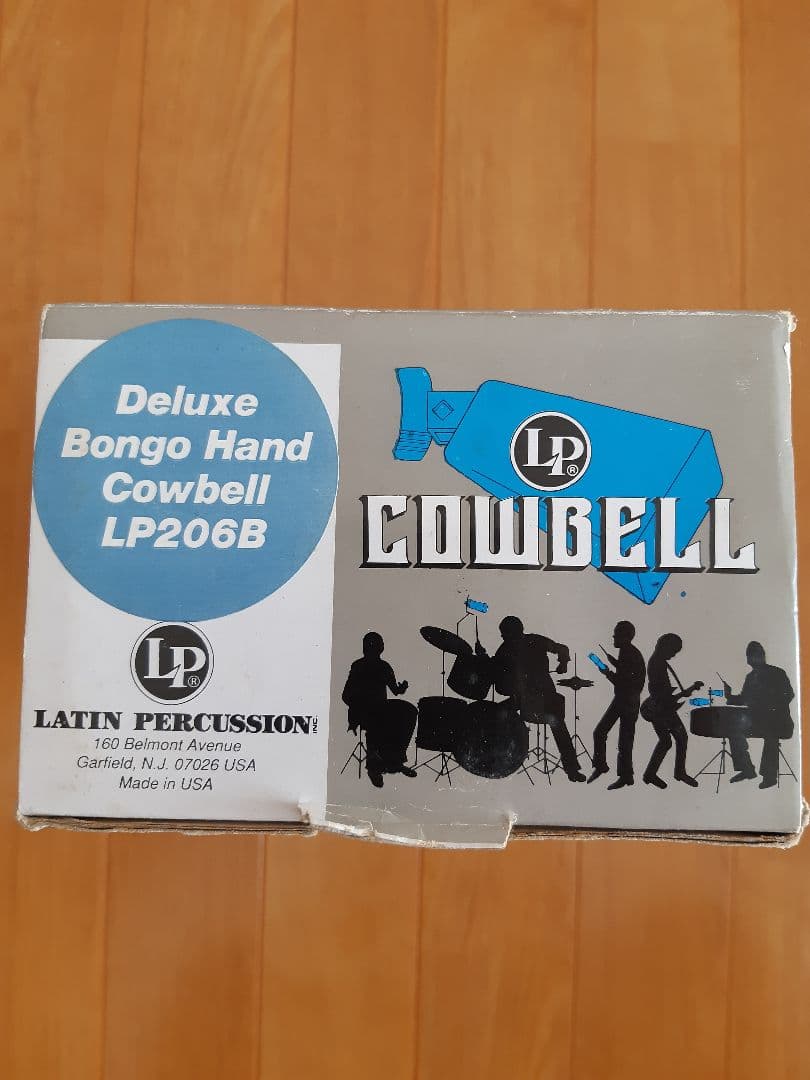 Deluxe
Bongo Hand
Cowbell
LP206B
LP®
LATIN PERCUSSION INC.
160 Belmont Avenue
Garfield, N.J. 07026 USA
Made in USA
LP®
COWBELL